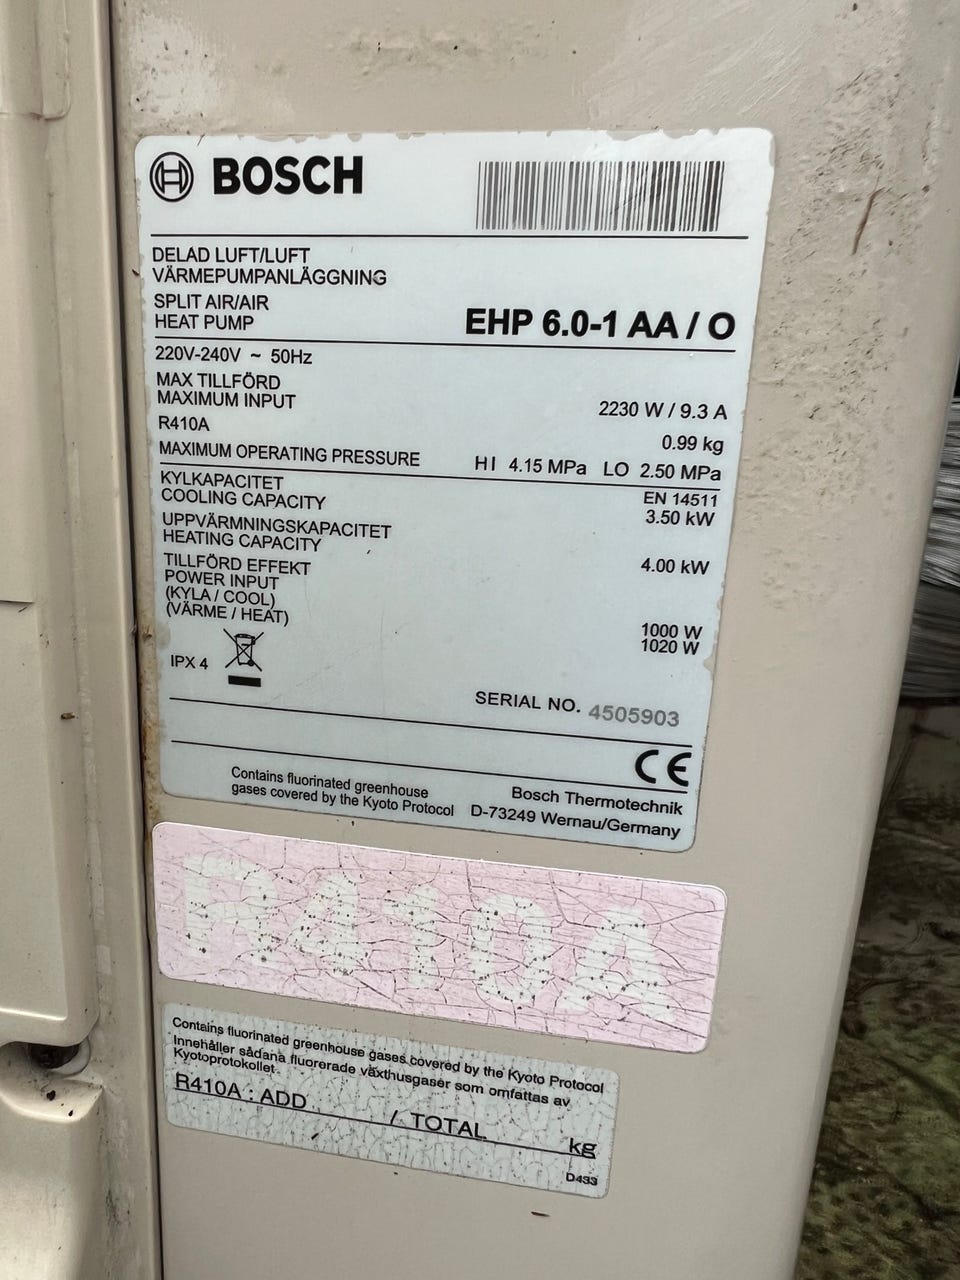 BOSCH
DELAD LUFT/LUFT
VÄRMEPUMPANLÄGGNING
SPLIT AIR/AIR
HEAT PUMP
EHP 6.0-1 AA / O
220V-240V ~ 50Hz
MAX TILLFÖRD
MAXIMUM INPUT
2230 W / 9.3 A
R410A
0.99 kg
MAXIMUM OPERATING PRESSURE HI 4.15 MPa LO 2.50 MPa
KYLKAPACITET
EN 14511
COOLING CAPACITY
3.50 kW
UPPVÄRMNINGSKAPACITET
HEATING CAPACITY
4.00 kW
TILLFÖRD EFFEKT
POWER INPUT
(KYLA / COOL)
1000 W
(VÄRME / HEAT)
1020 W
IPX 4
SERIAL NO. 4505903
CE
Contains fluorinated greenhouse
gases covered by the Kyoto Protocol
Bosch Thermotechnik
D-73249 Wernau/Germany
R410A
Contains fluorinated greenhouse gases covered by the Kyoto Protocol
Innehåller sådana fluorerade växthusgaser som omfattas av
Kyotoprotokollet.
R410A : ADD / TOTAL kg
D433